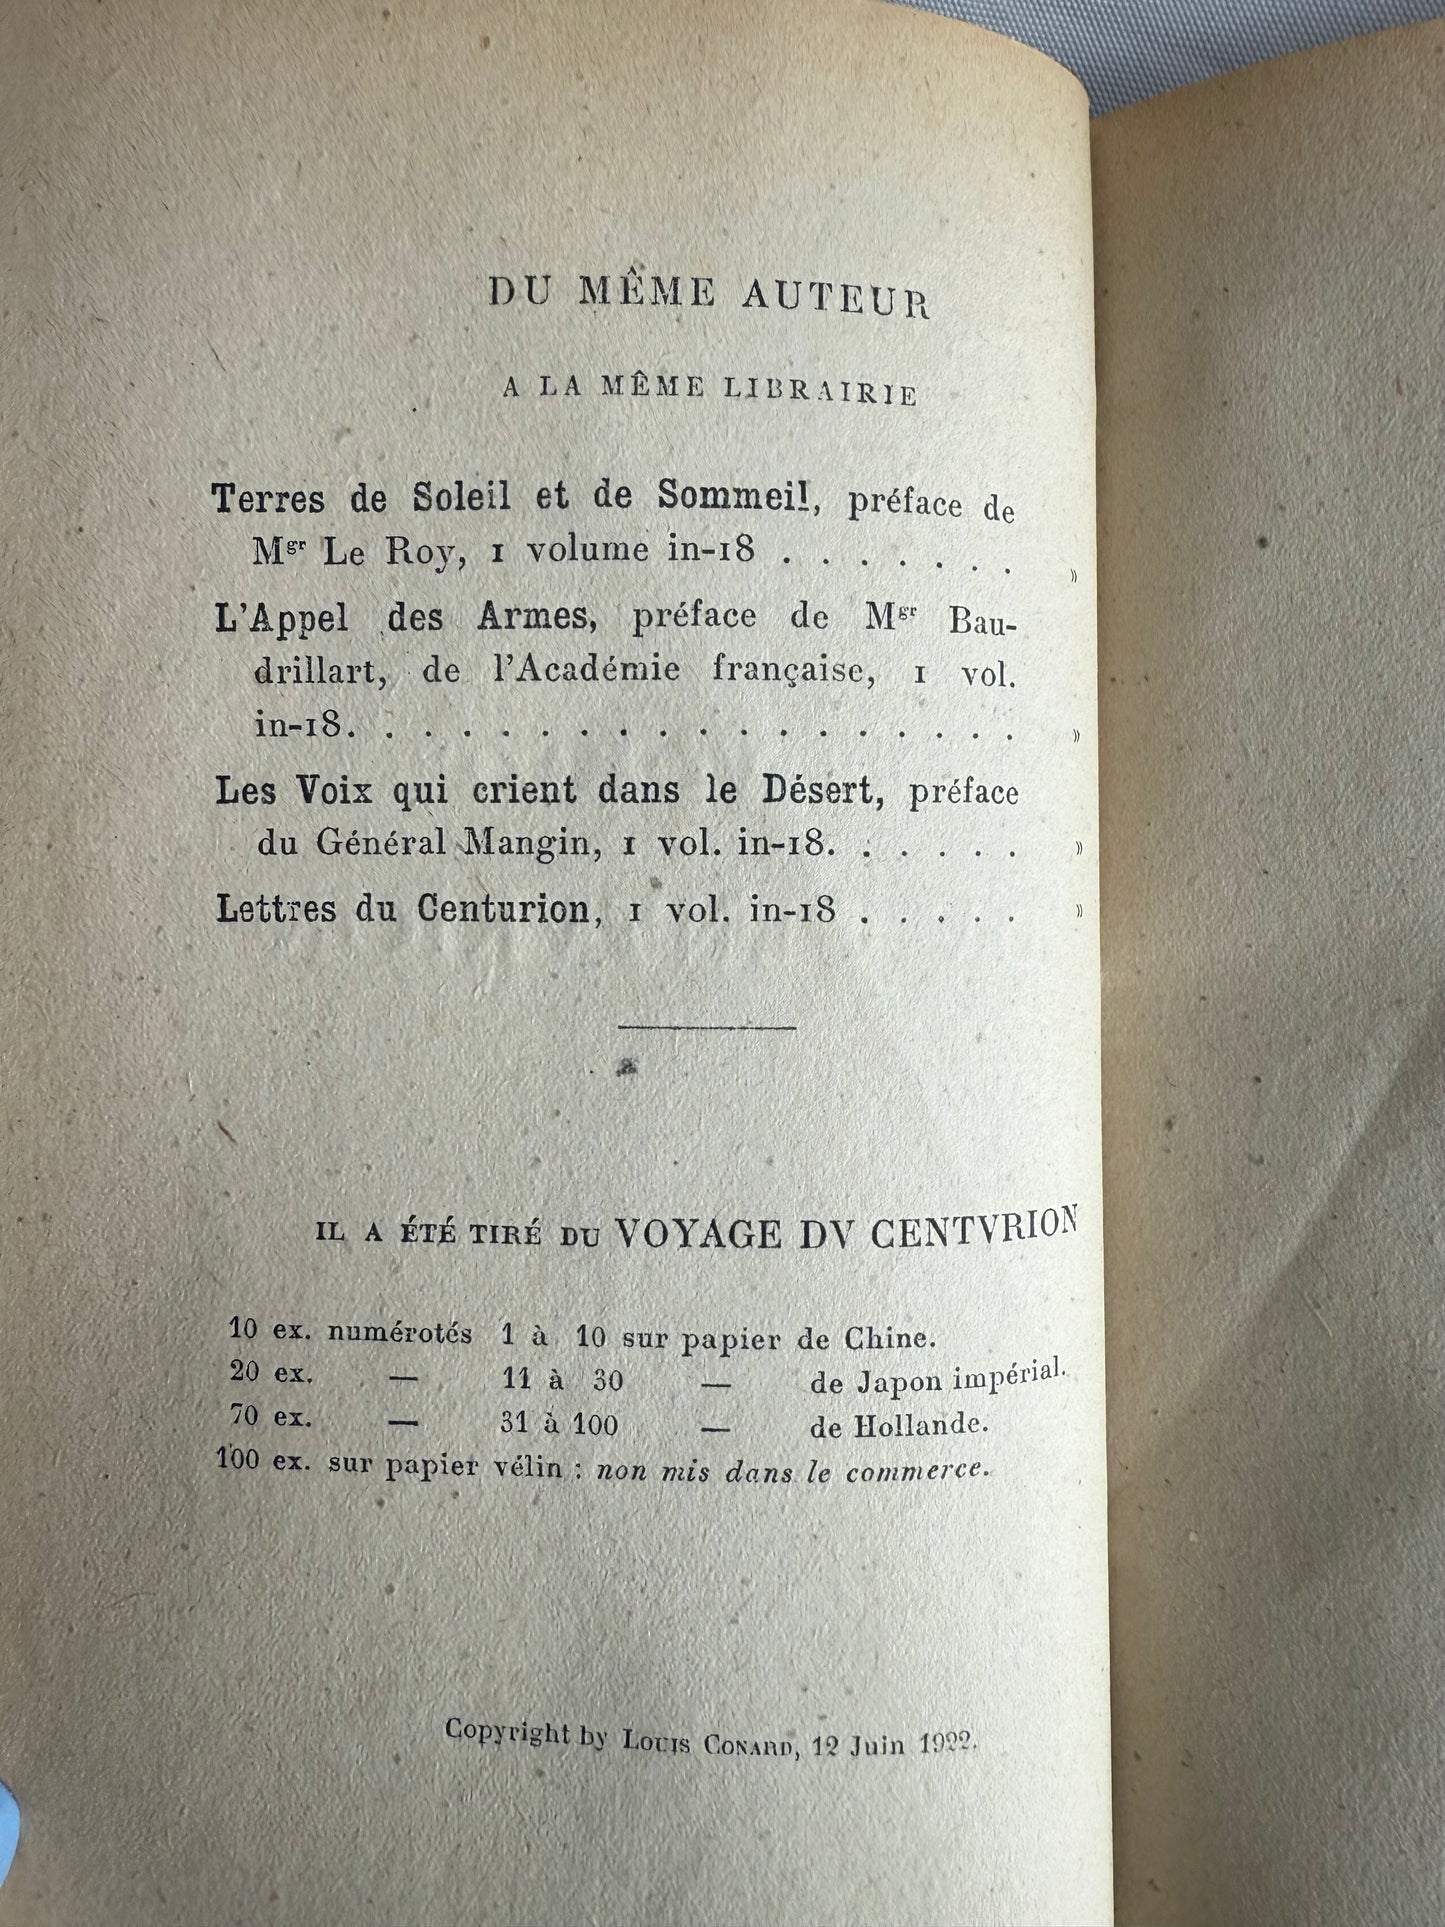 DU MÊME AUTEUR
A LA MÊME LIBRAIRIE
Terres de Soleil et de Sommeil, préface de
Mgr Le Roy, 1 volume in-18 . . . . . . . »
L'Appel des Armes, préface de Mgr Bau-
drillart, de l'Académie française, 1 vol.
in-18. . . . . . . . . . . . . . . . . . »
Les Voix qui crient dans le Désert, préface
du Général Mangin, 1 vol. in-18. . . . . . »
Lettres du Centurion, 1 vol. in-18 . . . . . »
IL A ÉTÉ TIRÉ DU VOYAGE DV CENTVRION
10 ex. numérotés 1 à 10 sur papier de Chine.
20 ex. — 11 à 30 — de Japon impérial.
70 ex. — 31 à 100 — de Hollande.
100 ex. sur papier vélin : non mis dans le commerce.
Copyright by LOUIS CONARD, 12 Juin 1922.